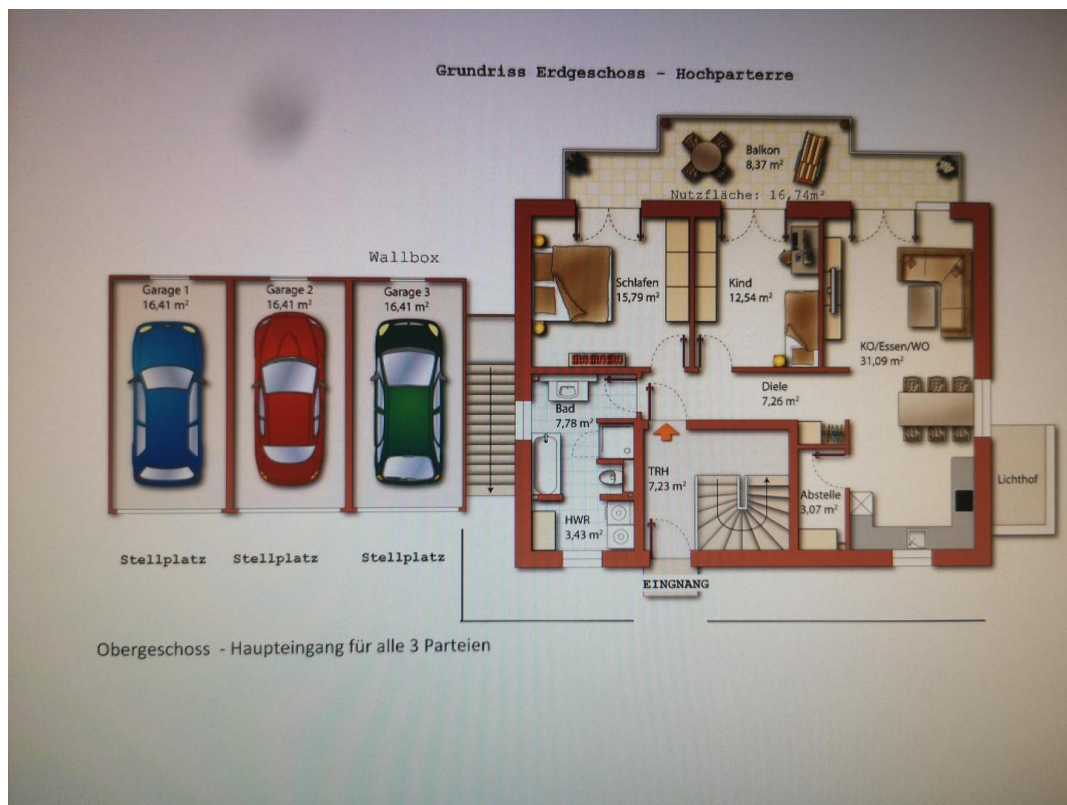 Grundriss Erdgeschoss - Hochparterre
Balkon
8,37 m²
Nutzfläche: 16,74m²
Wallbox
Garage 1
16,41 m²
Garage 2
16,41 m²
Garage 3
16,41 m²
Schlafen
15,79 m²
Kind
12,54 m²
KO/Essen/WO
31,09 m²
Diele
7,26 m²
Bad
7,78 m²
TRH
7,23 m²
Abstelle
3,07 m²
Lichthof
HWR
3,43 m²
Stellplatz
Stellplatz
Stellplatz
EINGNANG
Obergeschoss - Haupteingang für alle 3 Parteien